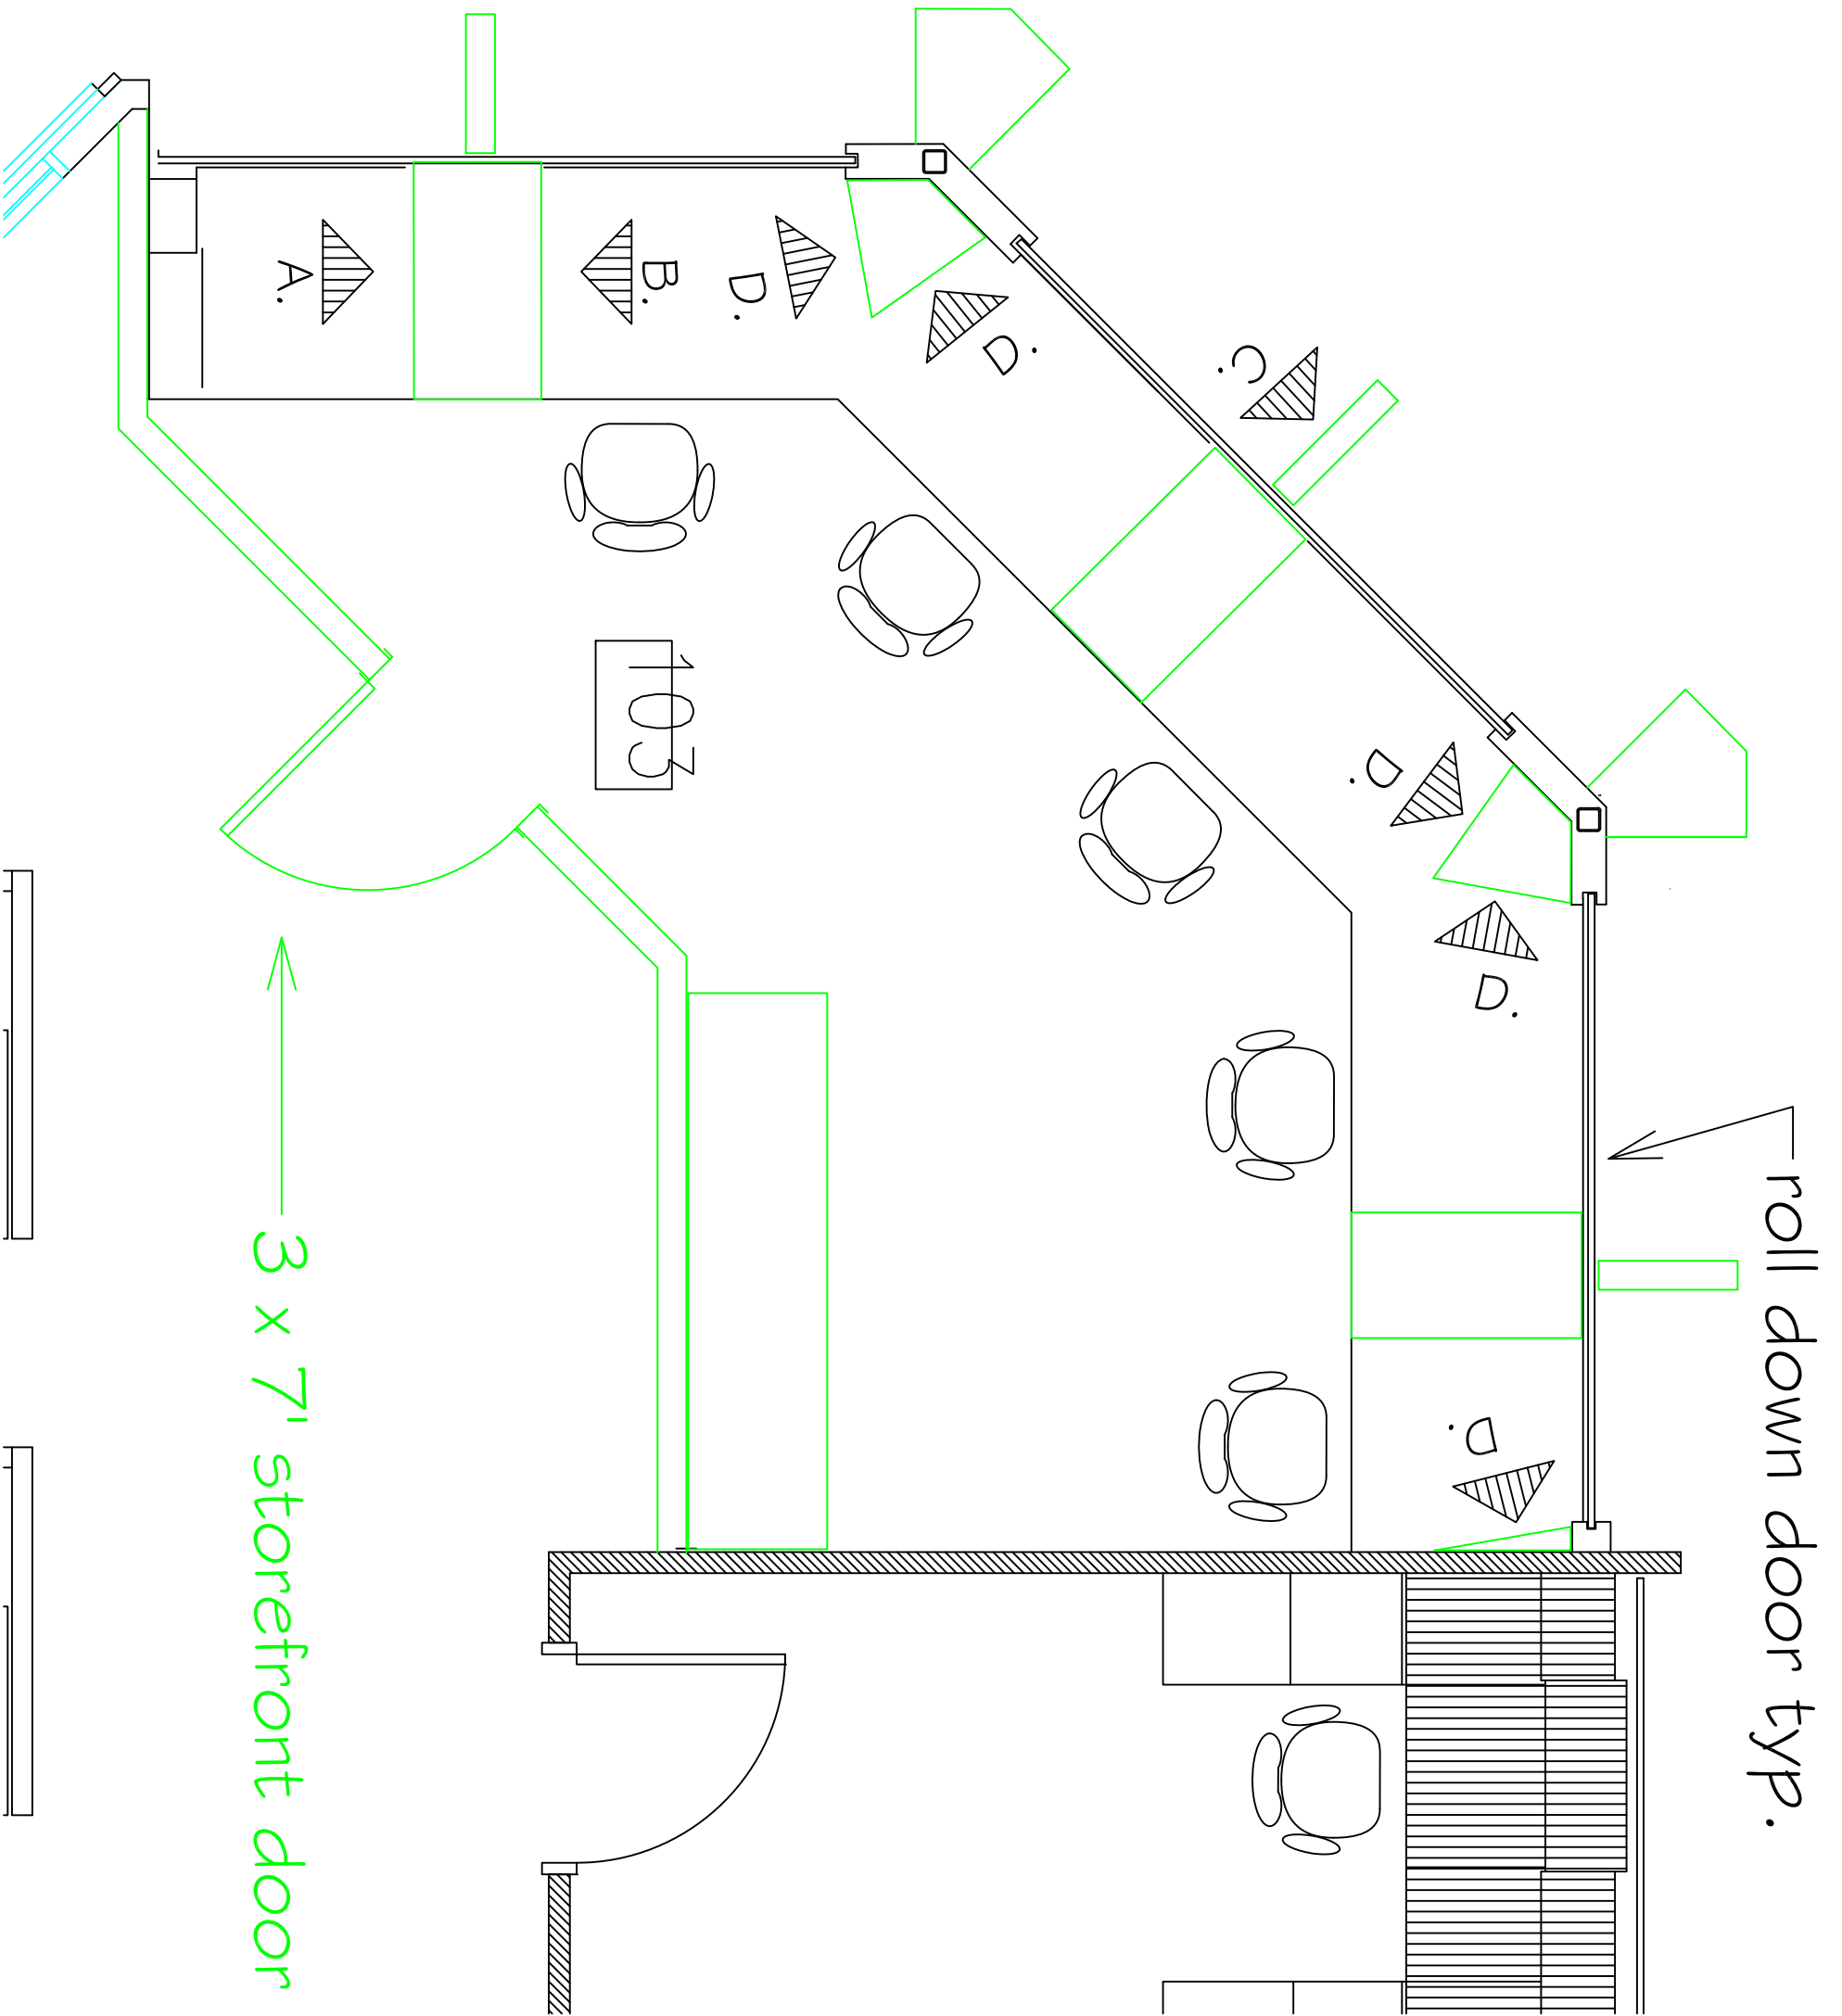 roll down door typ.
D.
D.
D.
C.
D.
D.
B.
103
A.
3 x 7' storefront door